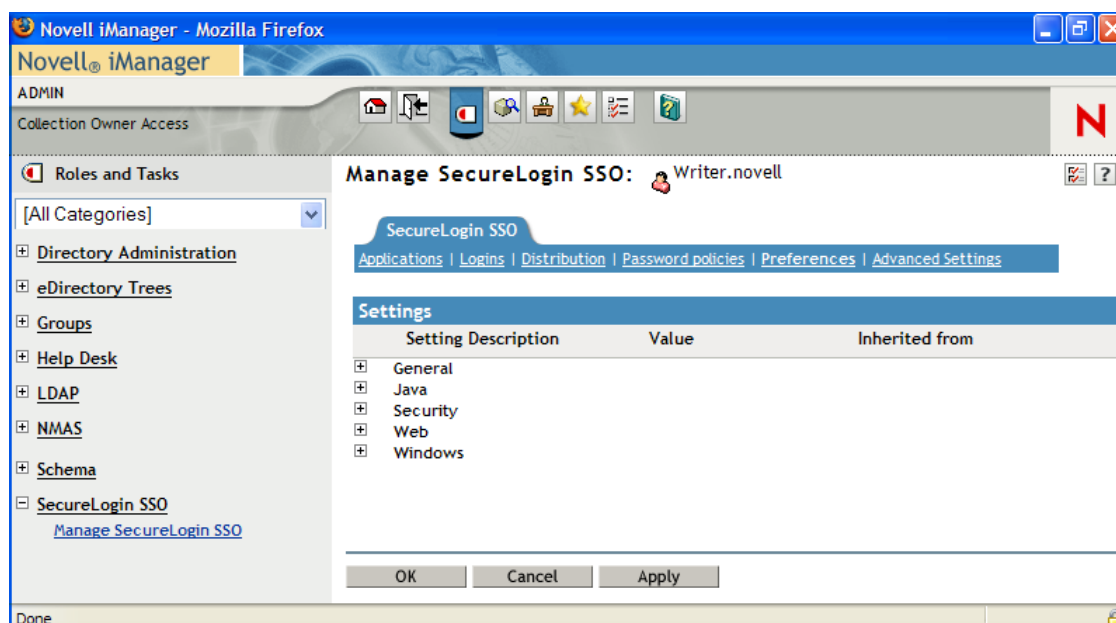 Novell iManager - Mozilla Firefox
Novell® iManager
ADMIN
Collection Owner Access
N
Roles and Tasks
[All Categories]
Directory Administration
eDirectory Trees
Groups
Help Desk
LDAP
NMAS
Schema
SecureLogin SSO
Manage SecureLogin SSO
Manage SecureLogin SSO: Writer.novell
?
SecureLogin SSO
Applications | Logins | Distribution | Password policies | Preferences | Advanced Settings
Settings
Setting Description Value Inherited from
General
Java
Security
Web
Windows
OK Cancel Apply
Done